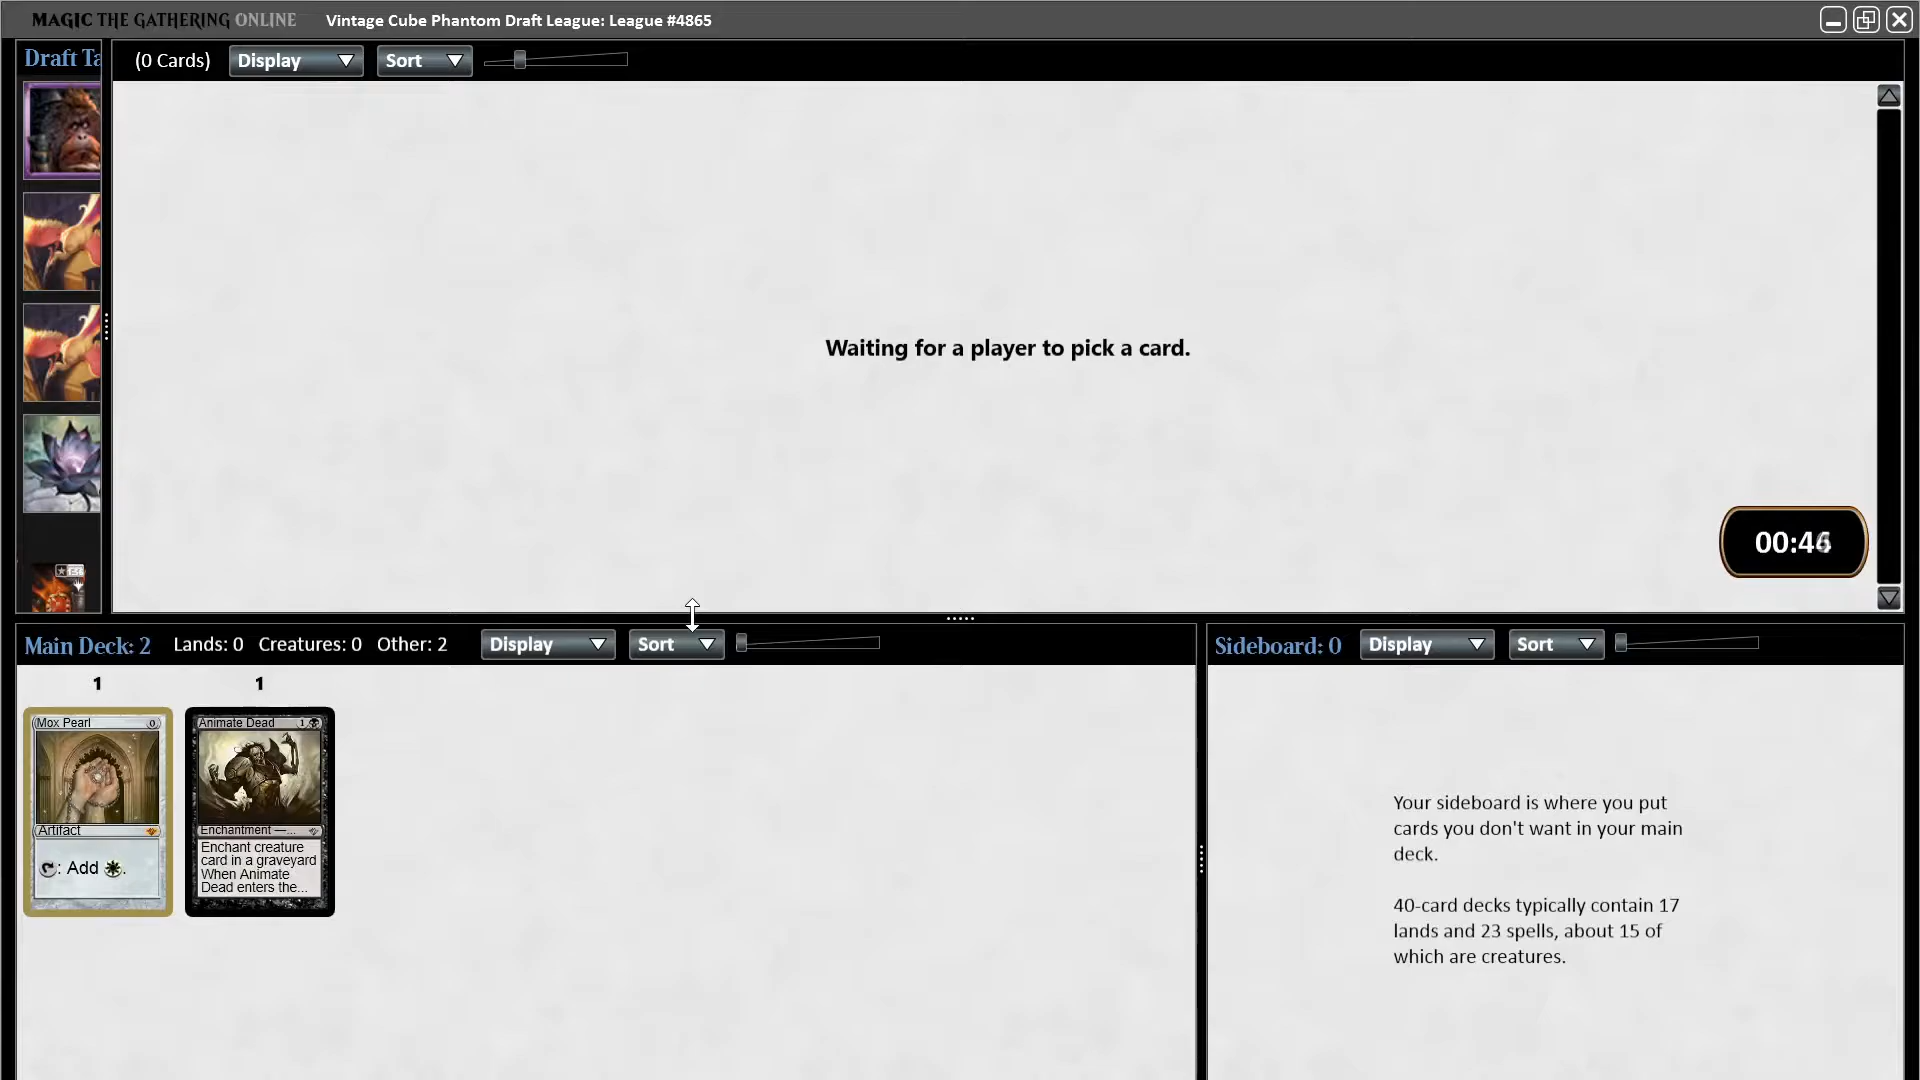 MAGIC THE GATHERING ONLINE
Vintage Cube Phantom Draft League: League #4865
Draft Ta
(0 Cards)
Display
Sort
Waiting for a player to pick a card.
Main Deck: 2
Lands: 0
Creatures: 0
Other: 2
Display
Sort
Sideboard: 0
Display
Sort
1
1
Mox Pearl
0
Artifact
: Add .
Animate Dead
1
Enchantment —...
Enchant creature
card in a graveyard
When Animate
Dead enters the...
Your sideboard is where you put
cards you don't want in your main
deck.
40-card decks typically contain 17
lands and 23 spells, about 15 of
which are creatures.